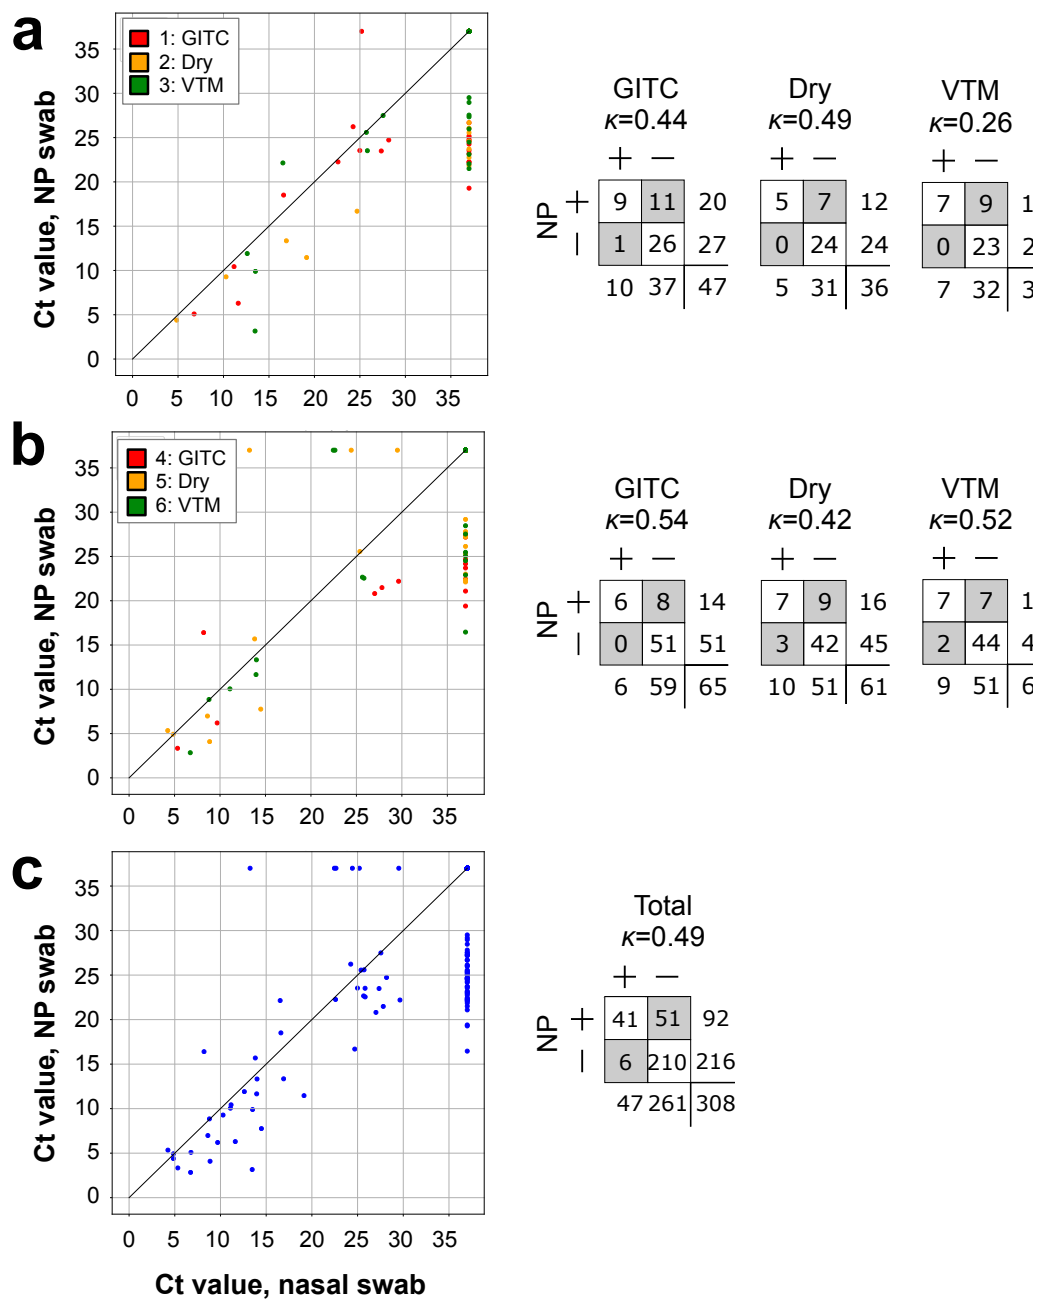 a
1: GITC
2: Dry
3: VTM
Ct value, NP swab
35
30
25
20
15
10
5
0
0 5 10 15 20 25 30 35
GITC
κ=0.44
+ −
NP + 9 11 20
− 1 26 27
10 37 47
Dry
κ=0.49
+ −
5 7 12
0 24 24
5 31 36
VTM
κ=0.26
+ −
7 9 1
0 23 2
7 32 3
b
4: GITC
5: Dry
6: VTM
Ct value, NP swab
35
30
25
20
15
10
5
0
0 5 10 15 20 25 30 35
GITC
κ=0.54
+ −
NP + 6 8 14
− 0 51 51
6 59 65
Dry
κ=0.42
+ −
7 9 16
3 42 45
10 51 61
VTM
κ=0.52
+ −
7 7 1
2 44 4
9 51 6
c
Ct value, NP swab
35
30
25
20
15
10
5
0
0 5 10 15 20 25 30 35
Ct value, nasal swab
Total
κ=0.49
+ −
NP + 41 51 92
− 6 210 216
47 261 308